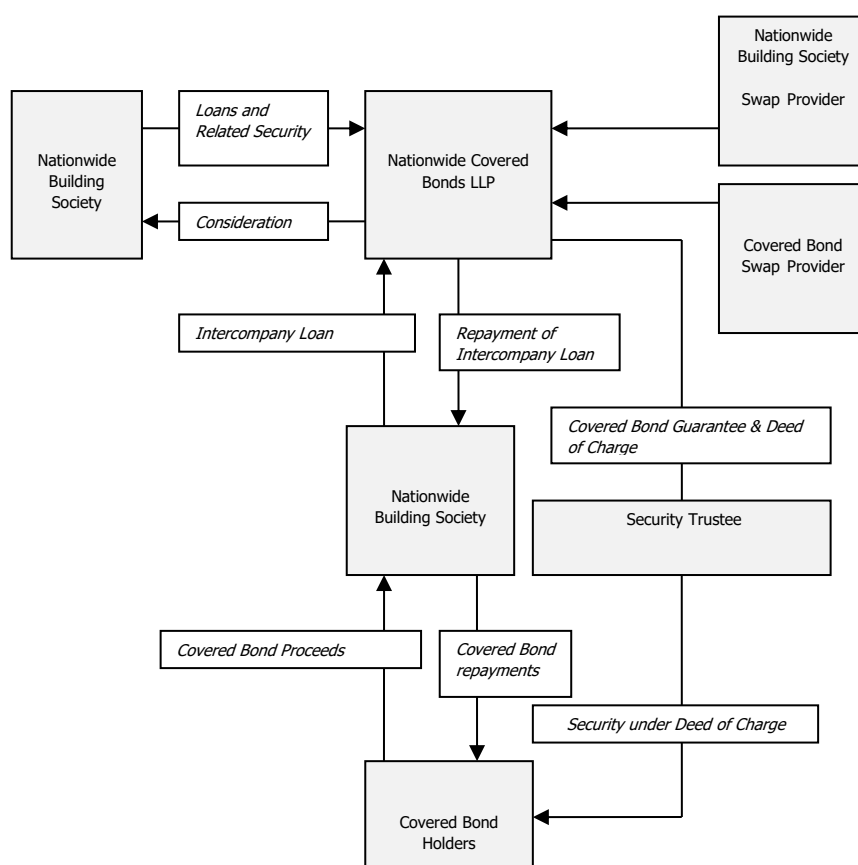 Nationwide
Building Society
Swap Provider
Loans and
Related Security
Nationwide
Building
Society
Nationwide Covered
Bonds LLP
Consideration
Covered Bond
Swap Provider
Intercompany Loan
Repayment of
Intercompany Loan
Covered Bond Guarantee & Deed
of Charge
Nationwide
Building Society
Security Trustee
Covered Bond Proceeds
Covered Bond
repayments
Security under Deed of Charge
Covered Bond
Holders